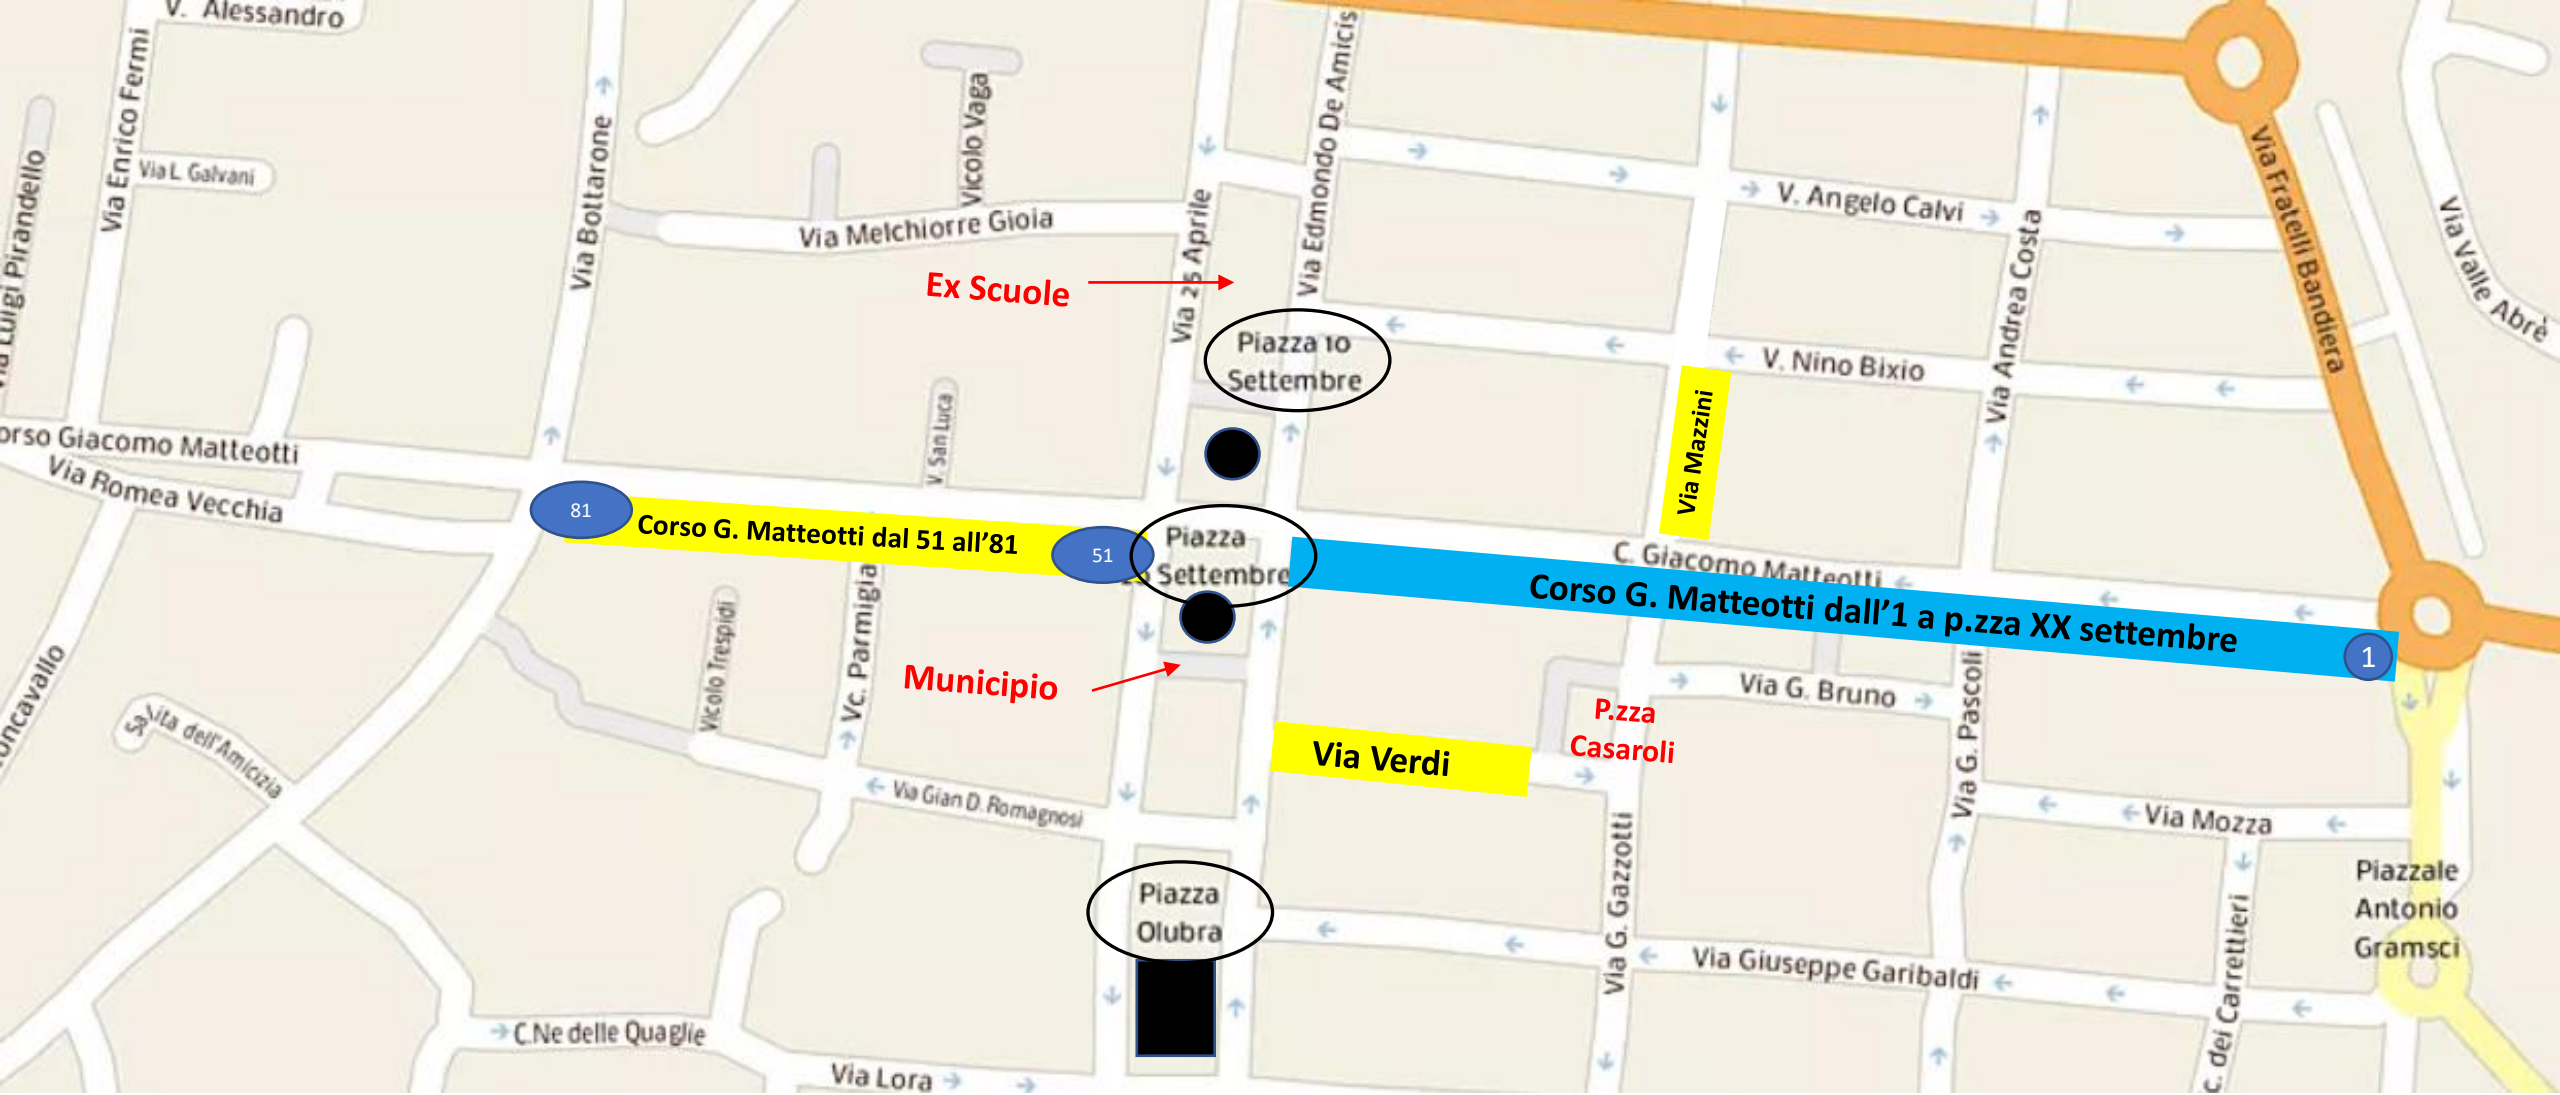 V. Alessandro
Via Enrico Fermi
Via L. Galvani
Via Luigi Pirandello
Via Bottarone
Vicolo Vaga
Via Melchiorre Gioia
Via 25 Aprile
Via Edmondo De Amicis
V. Angelo Calvi
Via Andrea Costa
Via Fratelli Bandiera
Via Valle Abrè
Ex Scuole
Piazza 10
Settembre
V. Nino Bixio
Via Mazzini
V. San Luca
orso Giacomo Matteotti
Via Romea Vecchia
81
Corso G. Matteotti dal 51 all'81
51
Piazza
Settembre
C. Giacomo Matteotti
Corso G. Matteotti dall'1 a p.zza XX settembre
1
Vicolo Trespidi
Vc. Parmigia
Municipio
Via G. Bruno
P.zza
Casaroli
Via Verdi
Via G. Pascoli
oncavallo
Vita dell'Amicizia
Via Gian D. Romagnosi
Via G. Gazzotti
Via Mozza
Piazzale
Antonio
Gramsci
Piazza
Olubra
Via Giuseppe Garibaldi
c. dei Carrettieri
C.Ne delle Quaglie
Via Lora